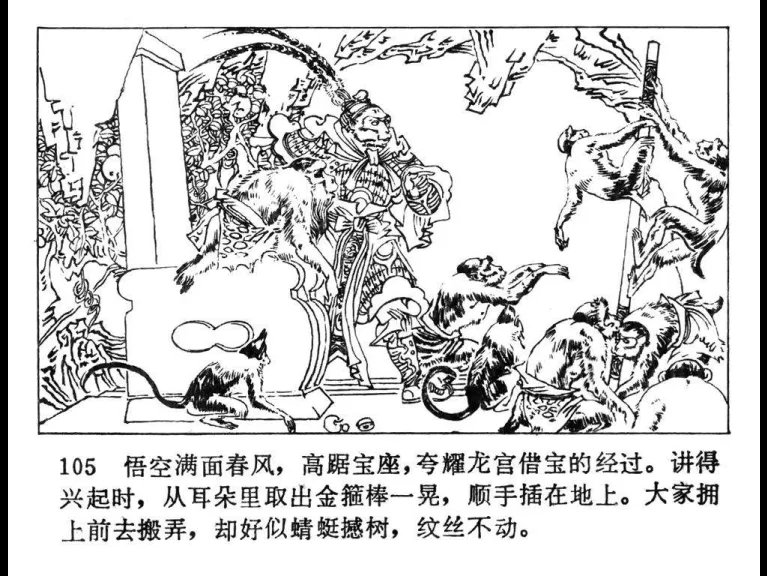 105 悟空满面春风，高踞宝座，夸耀龙宫借宝的经过。讲得
兴起时，从耳朵里取出金箍棒一晃，顺手插在地上。大家拥
上前去搬弄，却好似蜻蜓撼树，纹丝不动。